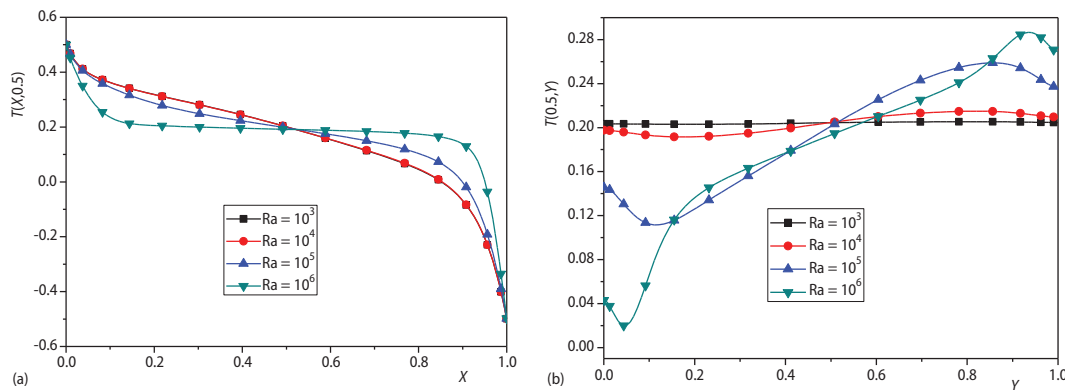 0.6
0.4
0.2
0.0
-0.2
-0.4
-0.6
T(X,0.5)
Ra = 10³
Ra = 10⁴
Ra = 10⁵
Ra = 10⁶
0.0 0.2 0.4 0.6 0.8 1.0
(a) X
0.28
0.24
0.20
0.16
0.12
0.08
0.04
0.00
T(0.5,Y)
Ra = 10³
Ra = 10⁴
Ra = 10⁵
Ra = 10⁶
0.0 0.2 0.4 0.6 0.8 1.0
(b) Y